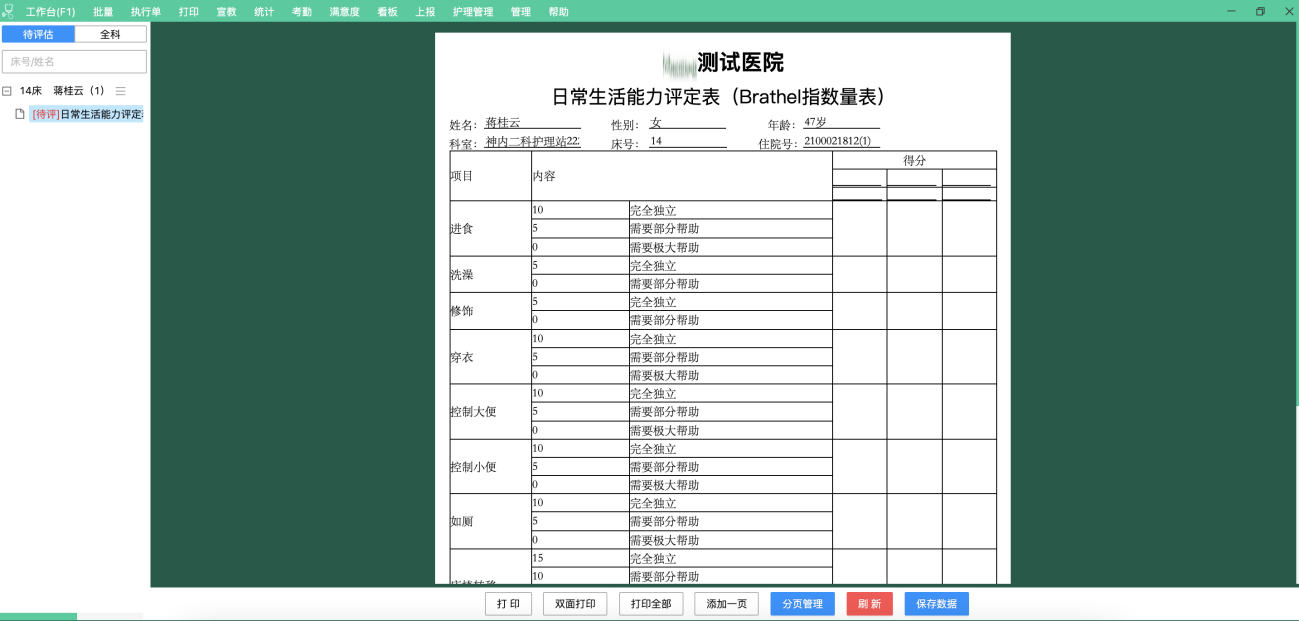 工作台(F1) 批量 执行单 打印 宣教 统计 考勤 满意度 看板 上报 护理管理 管理 帮助
待评估 全科
床号/姓名
14床 蒋桂云（1）
[待评]日常生活能力评定
测试医院
日常生活能力评定表（Brathel指数量表）
姓名: 蒋桂云 性别: 女 年龄: 47岁
科室: 神内二科护理站22 床号: 14 住院号: 2100021812(1)
项目 内容 得分
进食
10 完全独立
5 需要部分帮助
0 需要极大帮助
洗澡
5 完全独立
0 需要部分帮助
修饰
5 完全独立
0 需要部分帮助
穿衣
10 完全独立
5 需要部分帮助
0 需要极大帮助
控制大便
10 完全独立
5 需要部分帮助
0 需要极大帮助
控制小便
10 完全独立
5 需要部分帮助
0 需要极大帮助
如厕
10 完全独立
5 需要部分帮助
0 需要极大帮助
15 完全独立
10 需要部分帮助
打 印 双面打印 打印全部 添加一页 分页管理 刷 新 保存数据